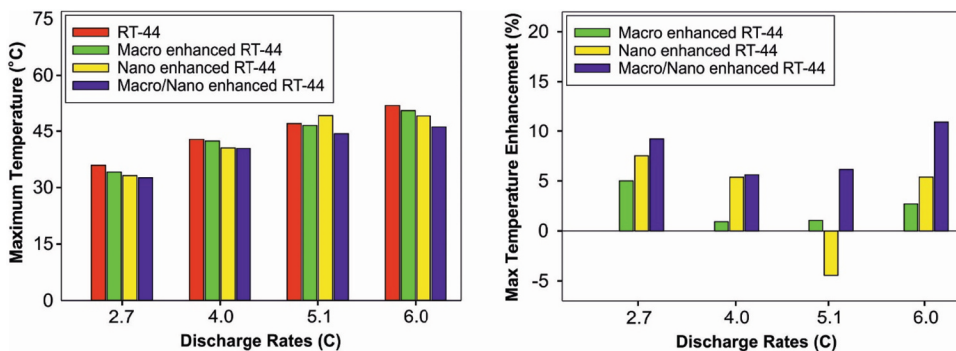 75
60
45
30
15
0
Maximum Temperature (°C)
RT-44
Macro enhanced RT-44
Nano enhanced RT-44
Macro/Nano enhanced RT-44
2.7 4.0 5.1 6.0
Discharge Rates (C)
20
15
10
5
0
-5
Max Temperature Enhancement (%)
Macro enhanced RT-44
Nano enhanced RT-44
Macro/Nano enhanced RT-44
2.7 4.0 5.1 6.0
Discharge Rates (C)